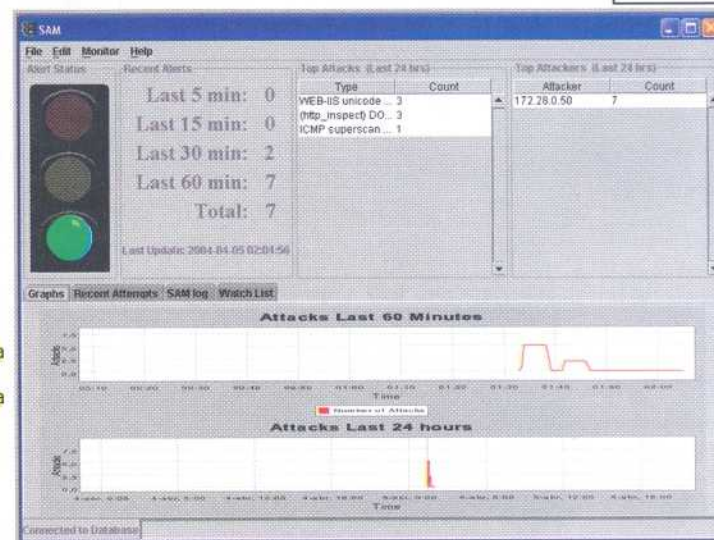 SAM
File Edit Monitor Help
Alert Status
Recent Alerts
Last 5 min: 0
Last 15 min: 0
Last 30 min: 2
Last 60 min: 7
Total: 7
Last Update: 2004-04-05 02:04:56
Top Attacks (Last 24 hrs)
Type Count
WEB-IIS unicode ... 3
(http_inspect) DO... 3
ICMP superscan ... 1
Top Attackers (Last 24 hrs)
Attacker Count
172.28.0.50 7
Graphs Recent Attempts SAM log Watch List
Attacks Last 60 Minutes
Attacks
Time
Number of Attacks
Attacks Last 24 hours
Attacks
Time
Connected to Database
a
a